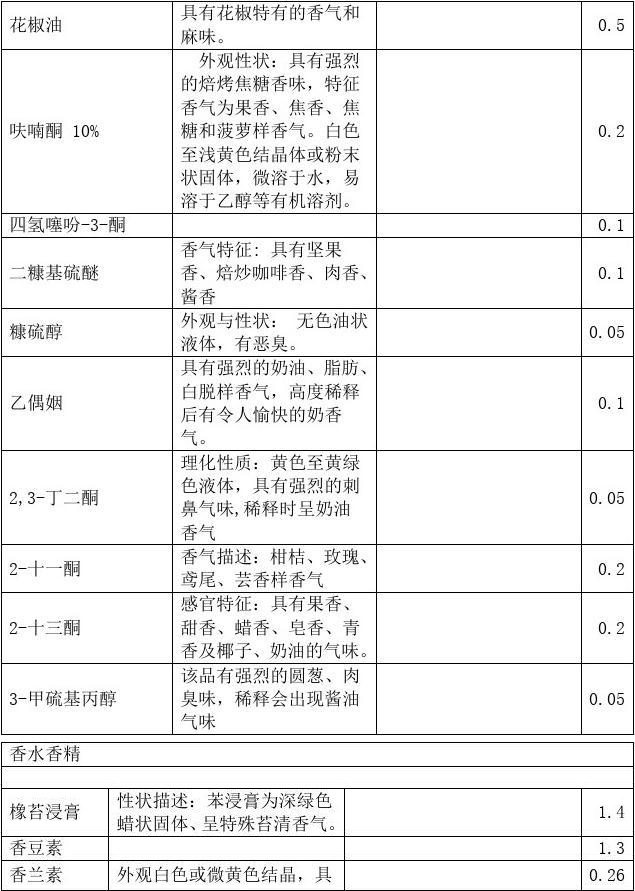 花椒油
具有花椒特有的香气和
麻味。
0.5
呋喃酮 10%
外观性状：具有强烈
的焙烤焦糖香味，特征
香气为果香、焦香、焦
糖和菠萝样香气。白色
至浅黄色结晶体或粉末
状固体，微溶于水，易
溶于乙醇等有机溶剂。
0.2
四氢噻吩-3-酮
0.1
二糠基硫醚
香气特征: 具有坚果
香、焙炒咖啡香、肉香、
酱香
0.1
糠硫醇
外观与性状： 无色油状
液体，有恶臭。
0.05
乙偶姻
具有强烈的奶油、脂肪、
白脱样香气，高度稀释
后有令人愉快的奶香
气。
0.1
2,3-丁二酮
理化性质：黄色至黄绿
色液体，具有强烈的刺
鼻气味,稀释时呈奶油
香气
0.05
2-十一酮
香气描述：柑桔、玫瑰、
鸢尾、芸香样香气
0.2
2-十三酮
感官特征：具有果香、
甜香、蜡香、皂香、青
香及椰子、奶油的气味。
0.2
3-甲硫基丙醇
该品有强烈的圆葱、肉
臭味，稀释会出现酱油
气味
0.05
香水香精
橡苔浸膏
性状描述：苯浸膏为深绿色
蜡状固体、呈特殊苔清香气。
1.4
香豆素
1.3
香兰素
外观白色或微黄色结晶，具
0.26